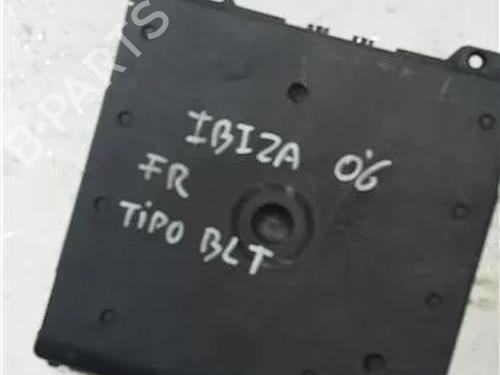 B-PARTS
IBIZA 06
FR
TIPO BLT